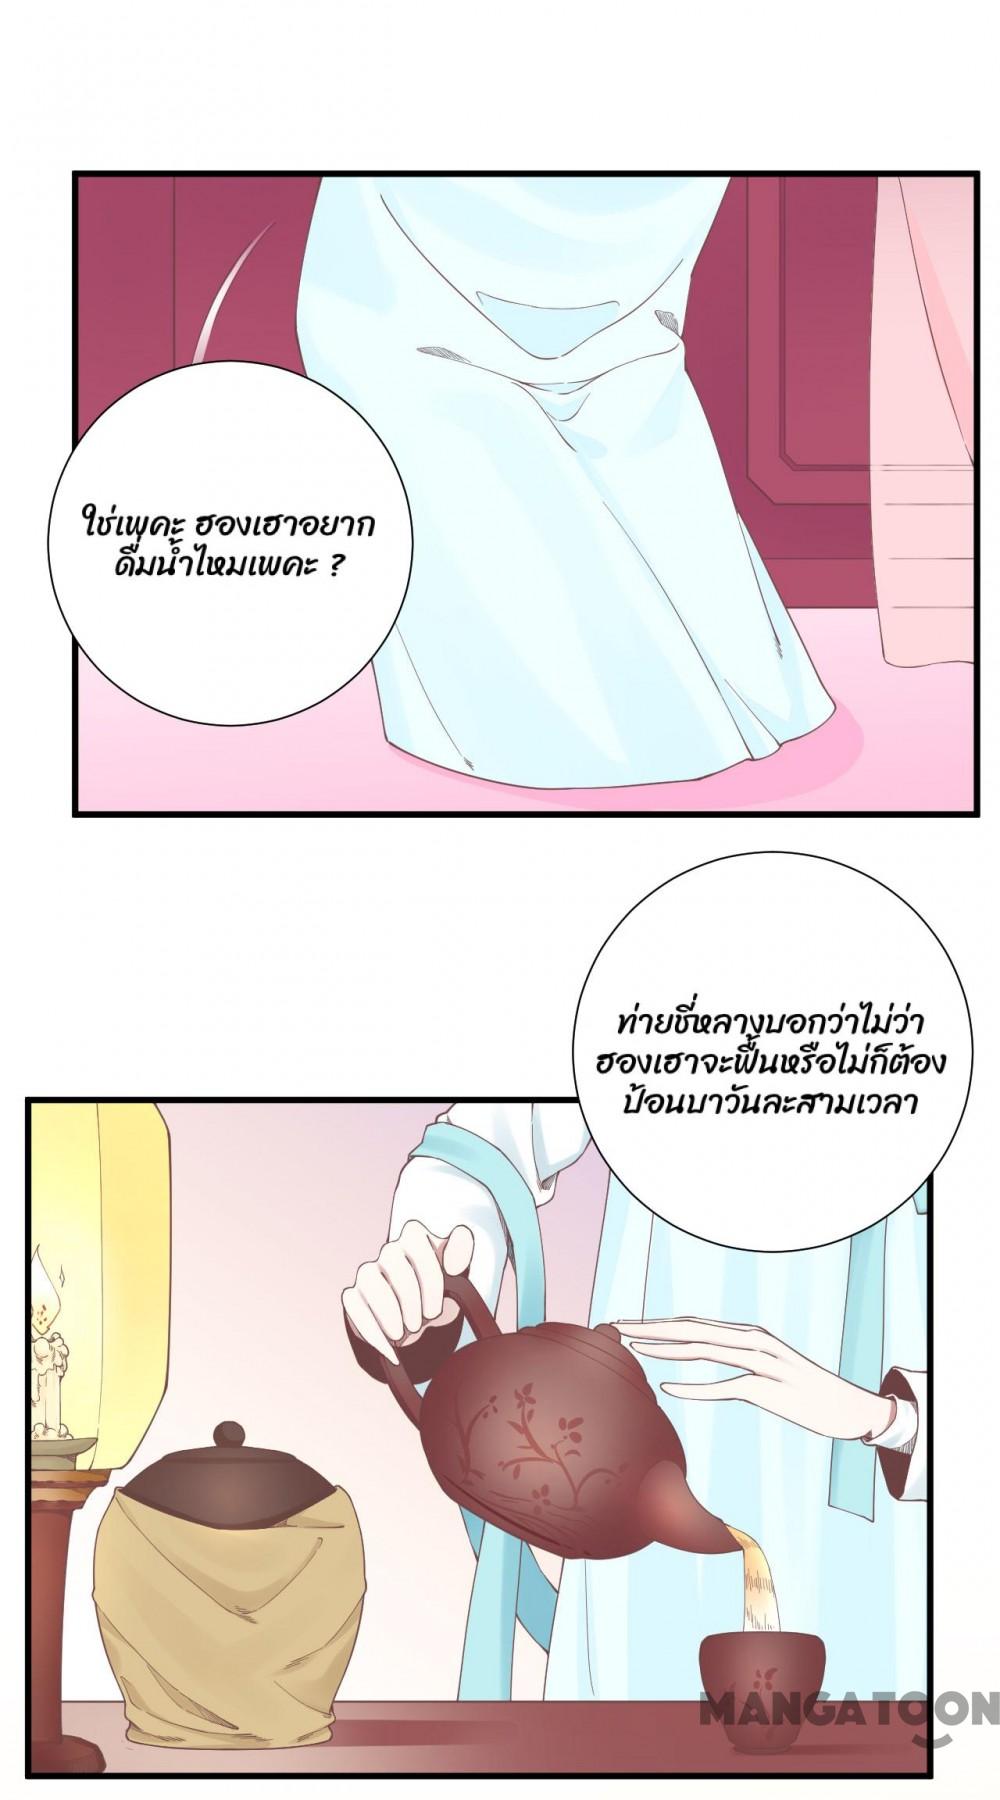 ใช่เพคะ ฮองเฮาอยาก
ดื่มน้ำไหมเพคะ ?
ท่ายชี่หลางบอกว่าไม่ว่า
ฮองเฮาจะฟื้นหรือไม่ก็ต้อง
ป้อนบาวันละสามเวลา
MANGATOON